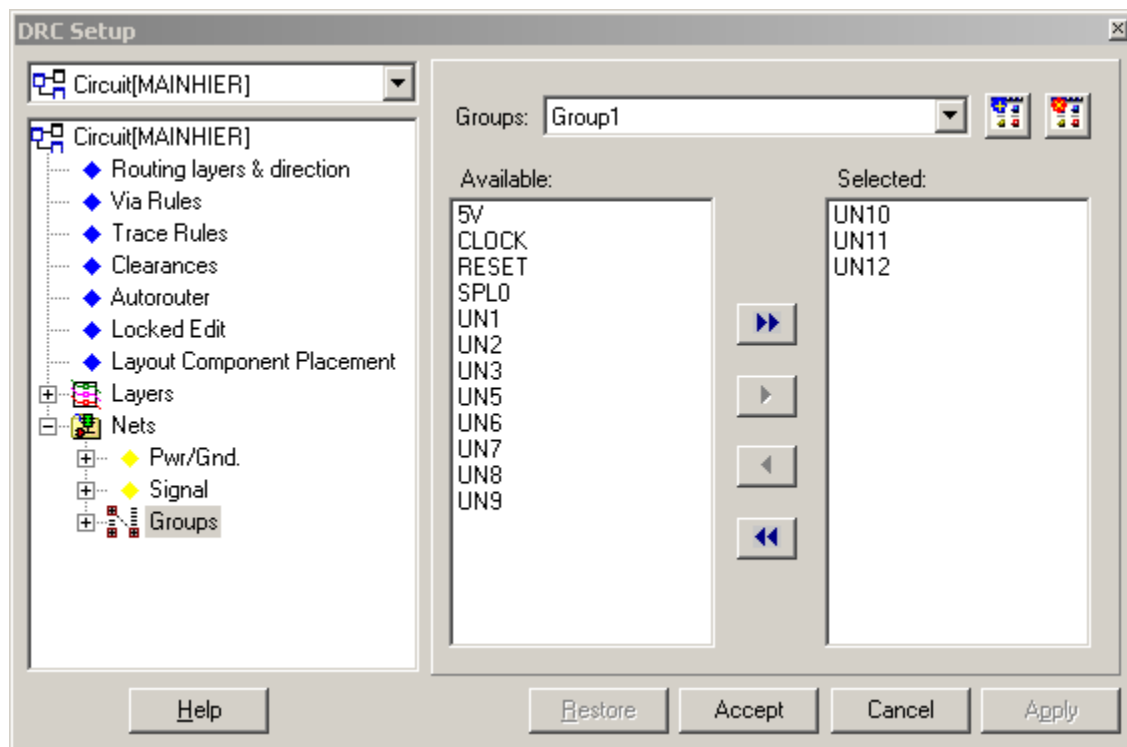 DRC Setup
Circuit[MAINHIER]
Circuit[MAINHIER]
Routing layers & direction
Via Rules
Trace Rules
Clearances
Autorouter
Locked Edit
Layout Component Placement
Layers
Nets
Pwr/Gnd.
Signal
Groups
Groups: Group1
Available:
5V
CLOCK
RESET
SPL0
UN1
UN2
UN3
UN5
UN6
UN7
UN8
UN9
Selected:
UN10
UN11
UN12
Help
Restore
Accept
Cancel
Apply